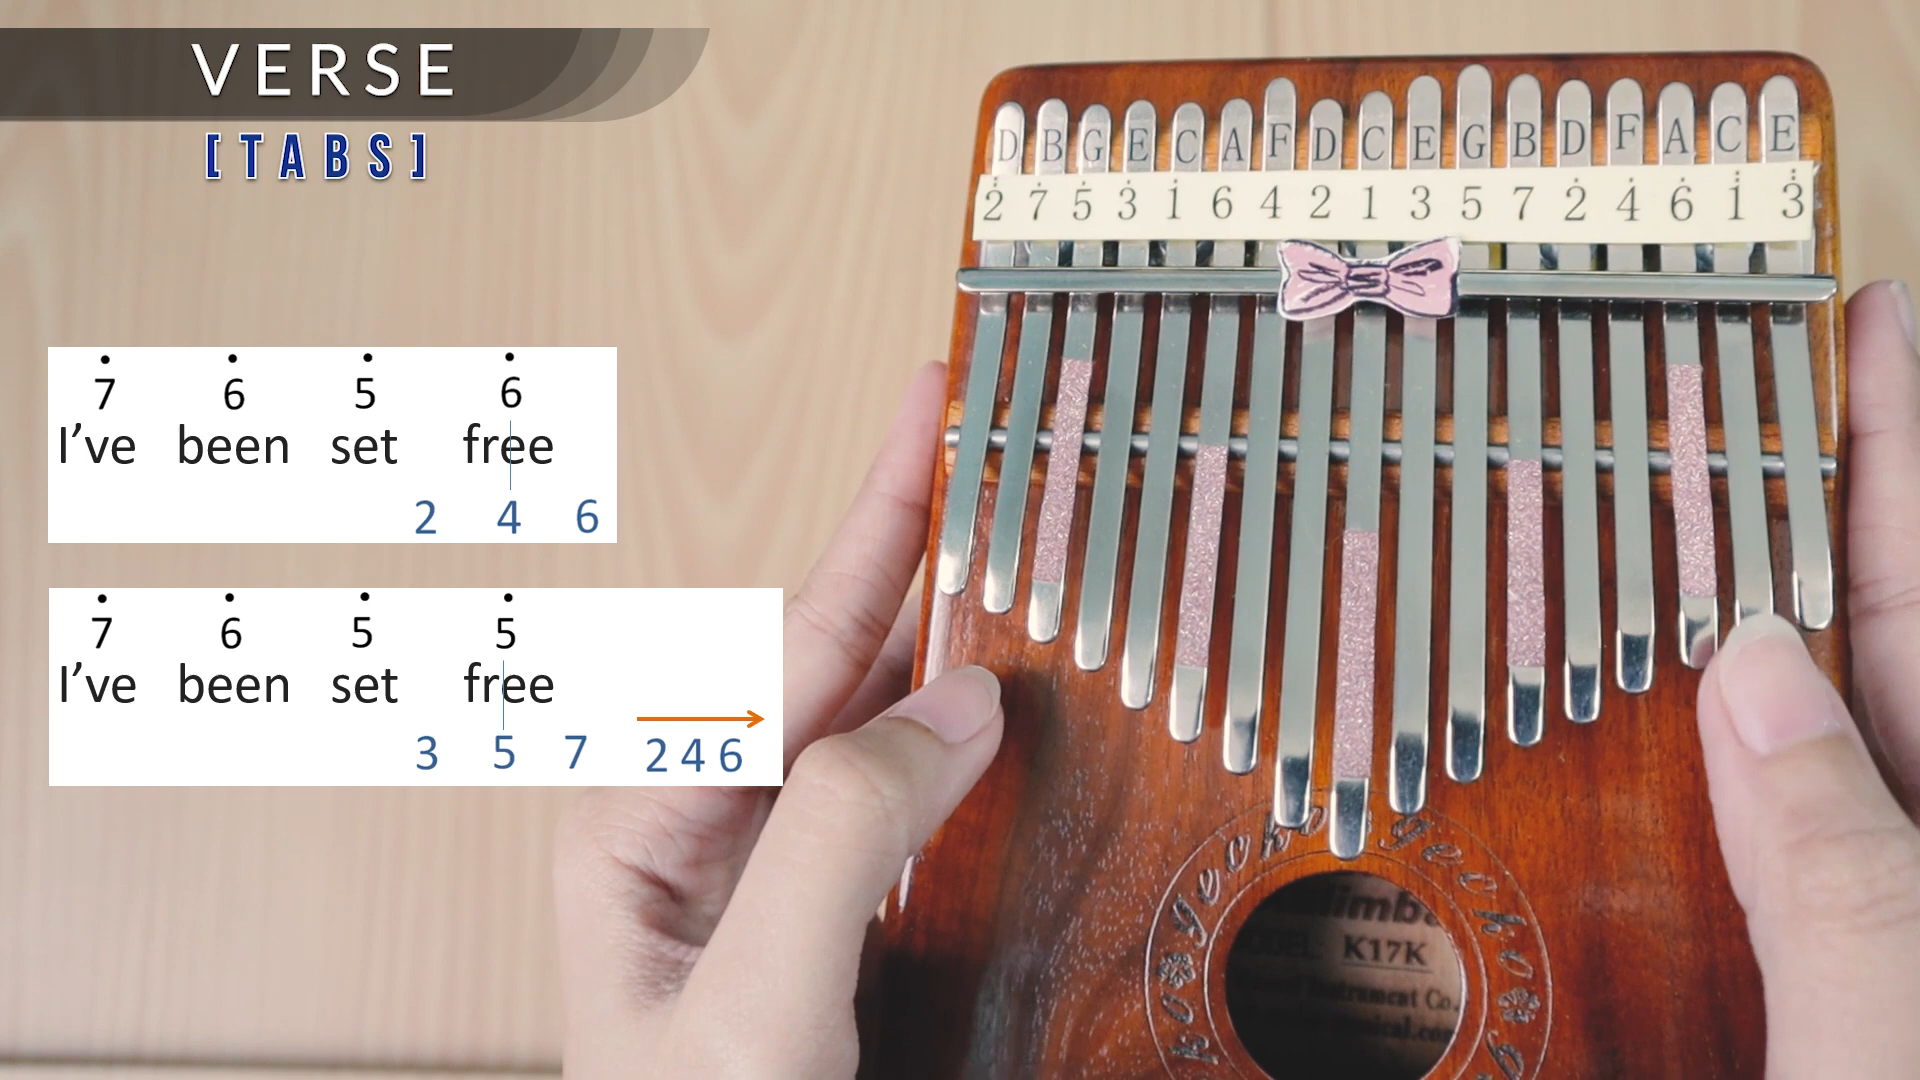 VERSE
[TABS]
7̇ 6̇ 5̇ 6̇
I’ve been set free
2 4 6
7̇ 6̇ 5̇ 5̇
I’ve been set free
3 5 7 2 4 6
D B G E C A F D C E G B D F A C E
2̈ 7̇ 5̇ 3̇ 1̇ 6 4 2 1 3 5 7 2̇ 4̇ 6̇ 1̈ 3̈
gecko gecko
K17K